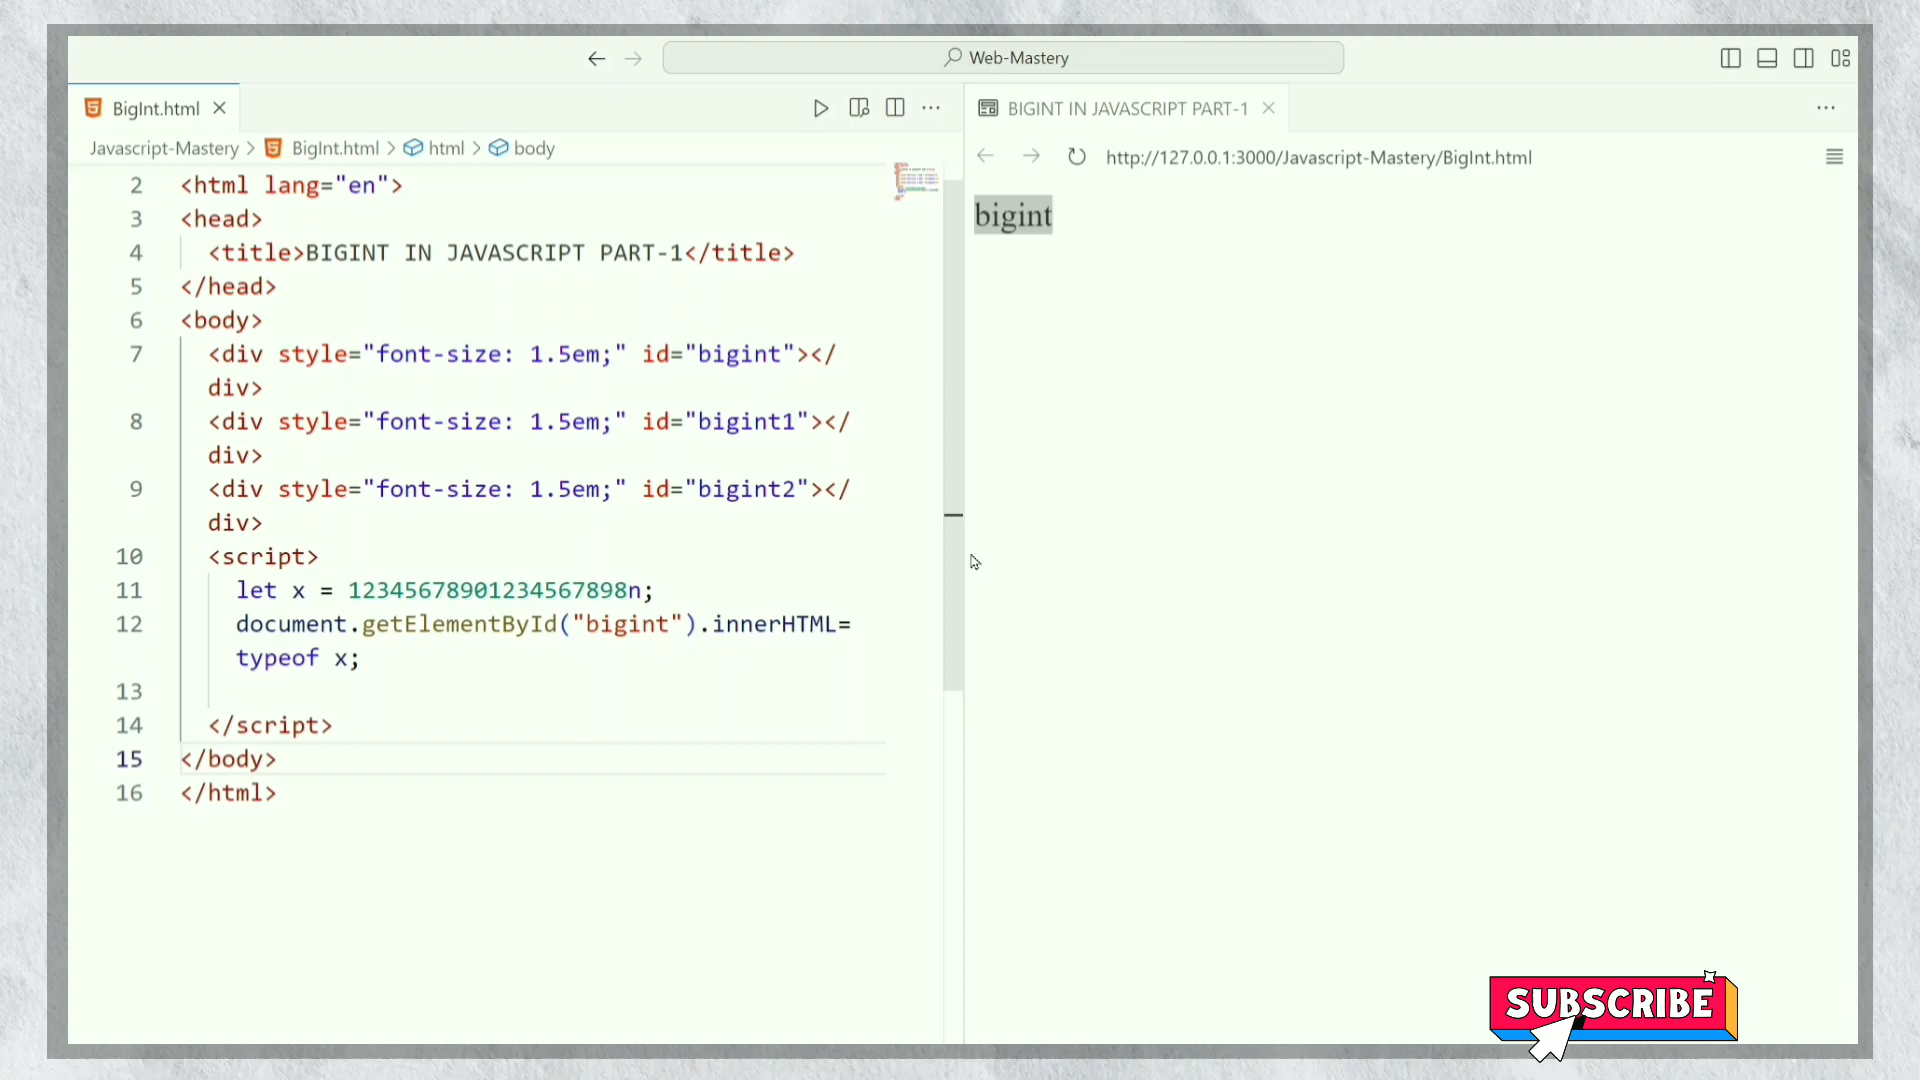 Web-Mastery
BigInt.html
BIGINT IN JAVASCRIPT PART-1
Javascript-Mastery > BigInt.html > html > body
http://127.0.0.1:3000/Javascript-Mastery/BigInt.html
2 <html lang="en">
3 <head>
4 <title>BIGINT IN JAVASCRIPT PART-1</title>
5 </head>
6 <body>
7 <div style="font-size: 1.5em;" id="bigint"></
div>
8 <div style="font-size: 1.5em;" id="bigint1"></
div>
9 <div style="font-size: 1.5em;" id="bigint2"></
div>
10 <script>
11 let x = 12345678901234567898n;
12 document.getElementById("bigint").innerHTML=
typeof x;
13
14 </script>
15 </body>
16 </html>
bigint
SUBSCRIBE